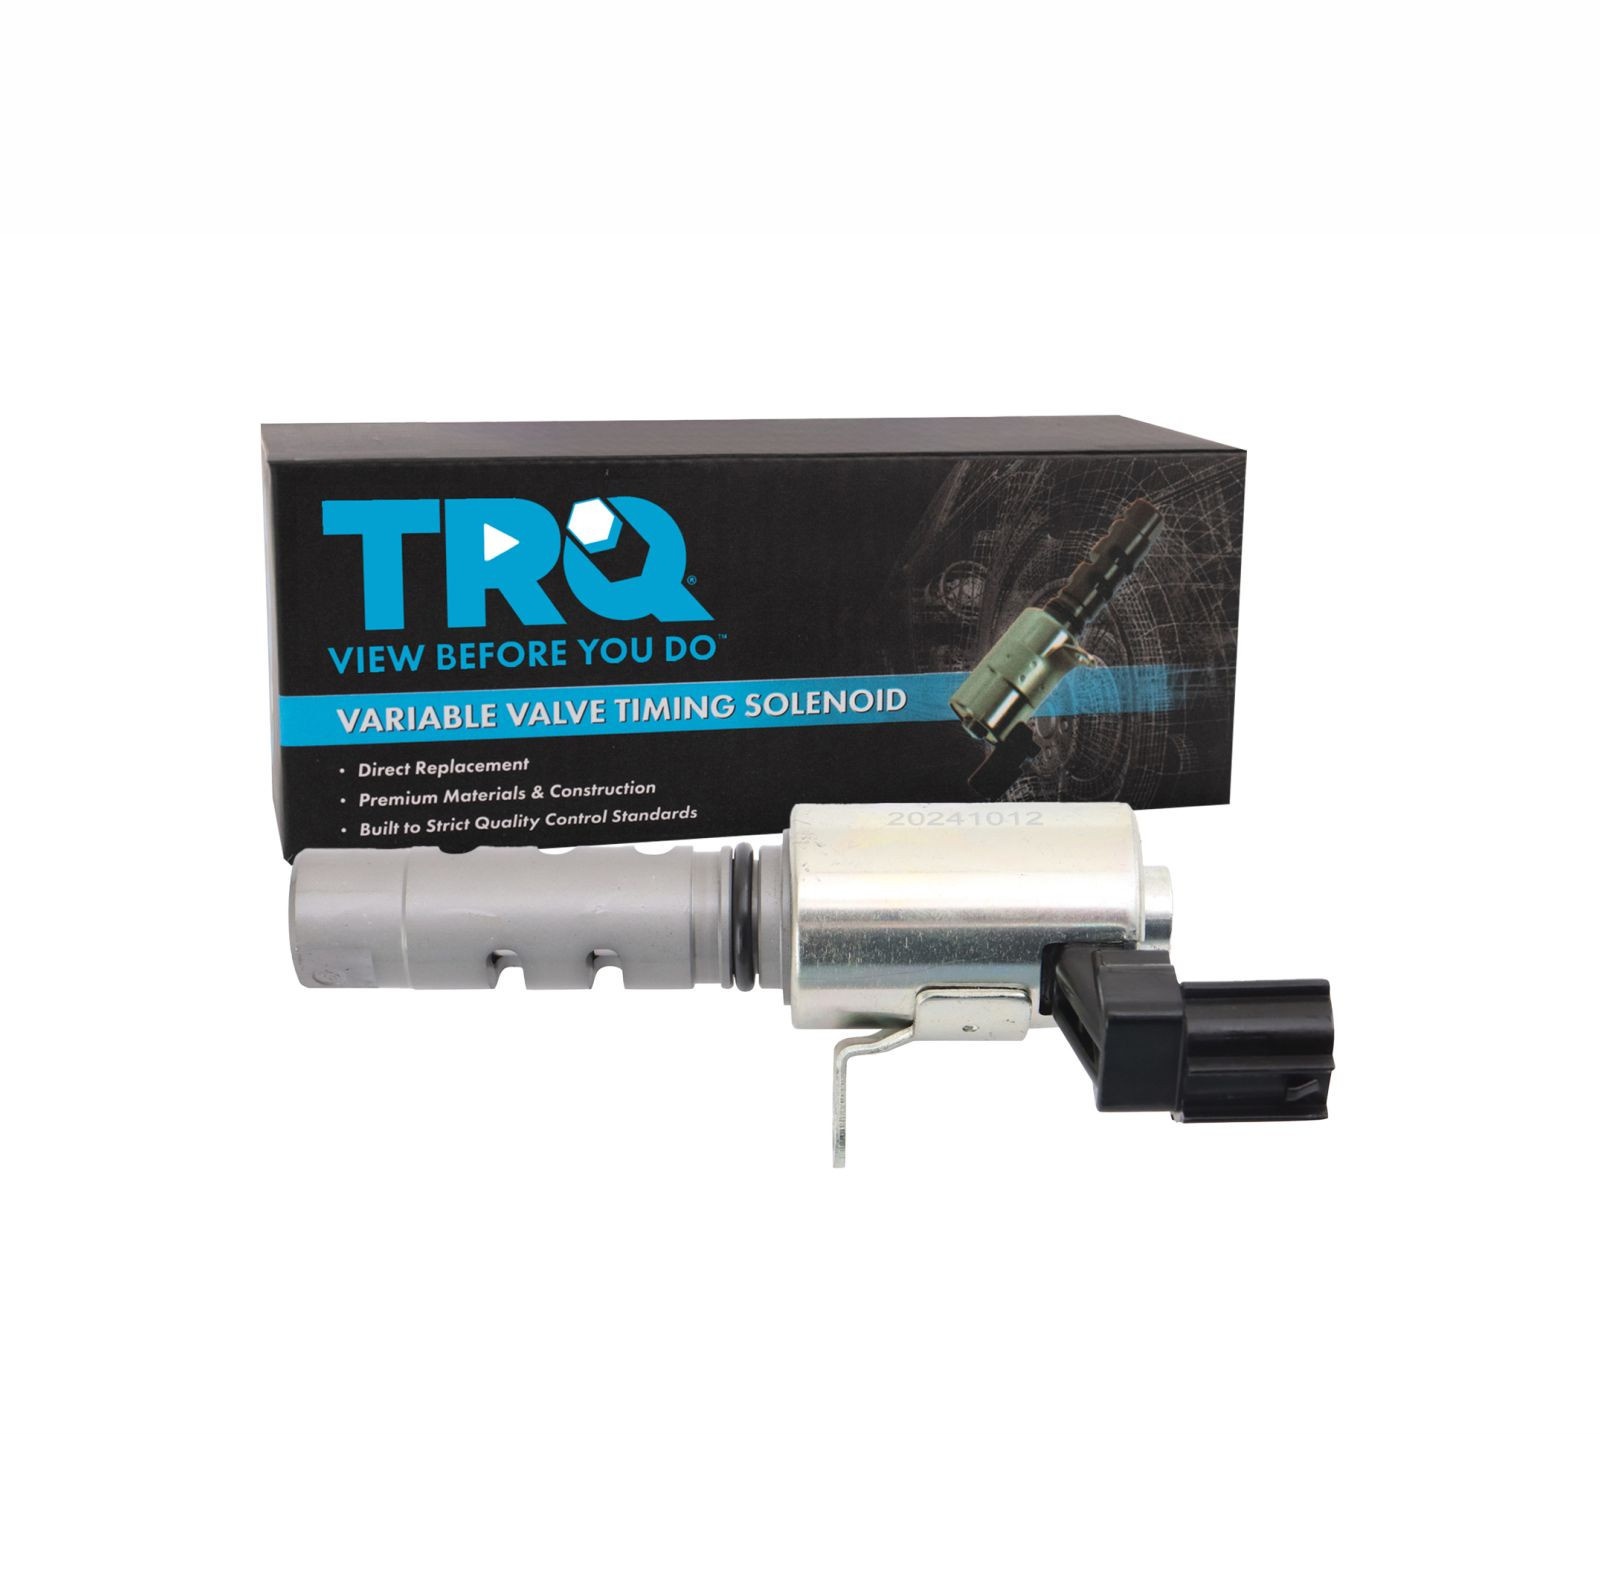 TRQ®
VIEW BEFORE YOU DO™
VARIABLE VALVE TIMING SOLENOID
• Direct Replacement
• Premium Materials & Construction
• Built to Strict Quality Control Standards
20241012